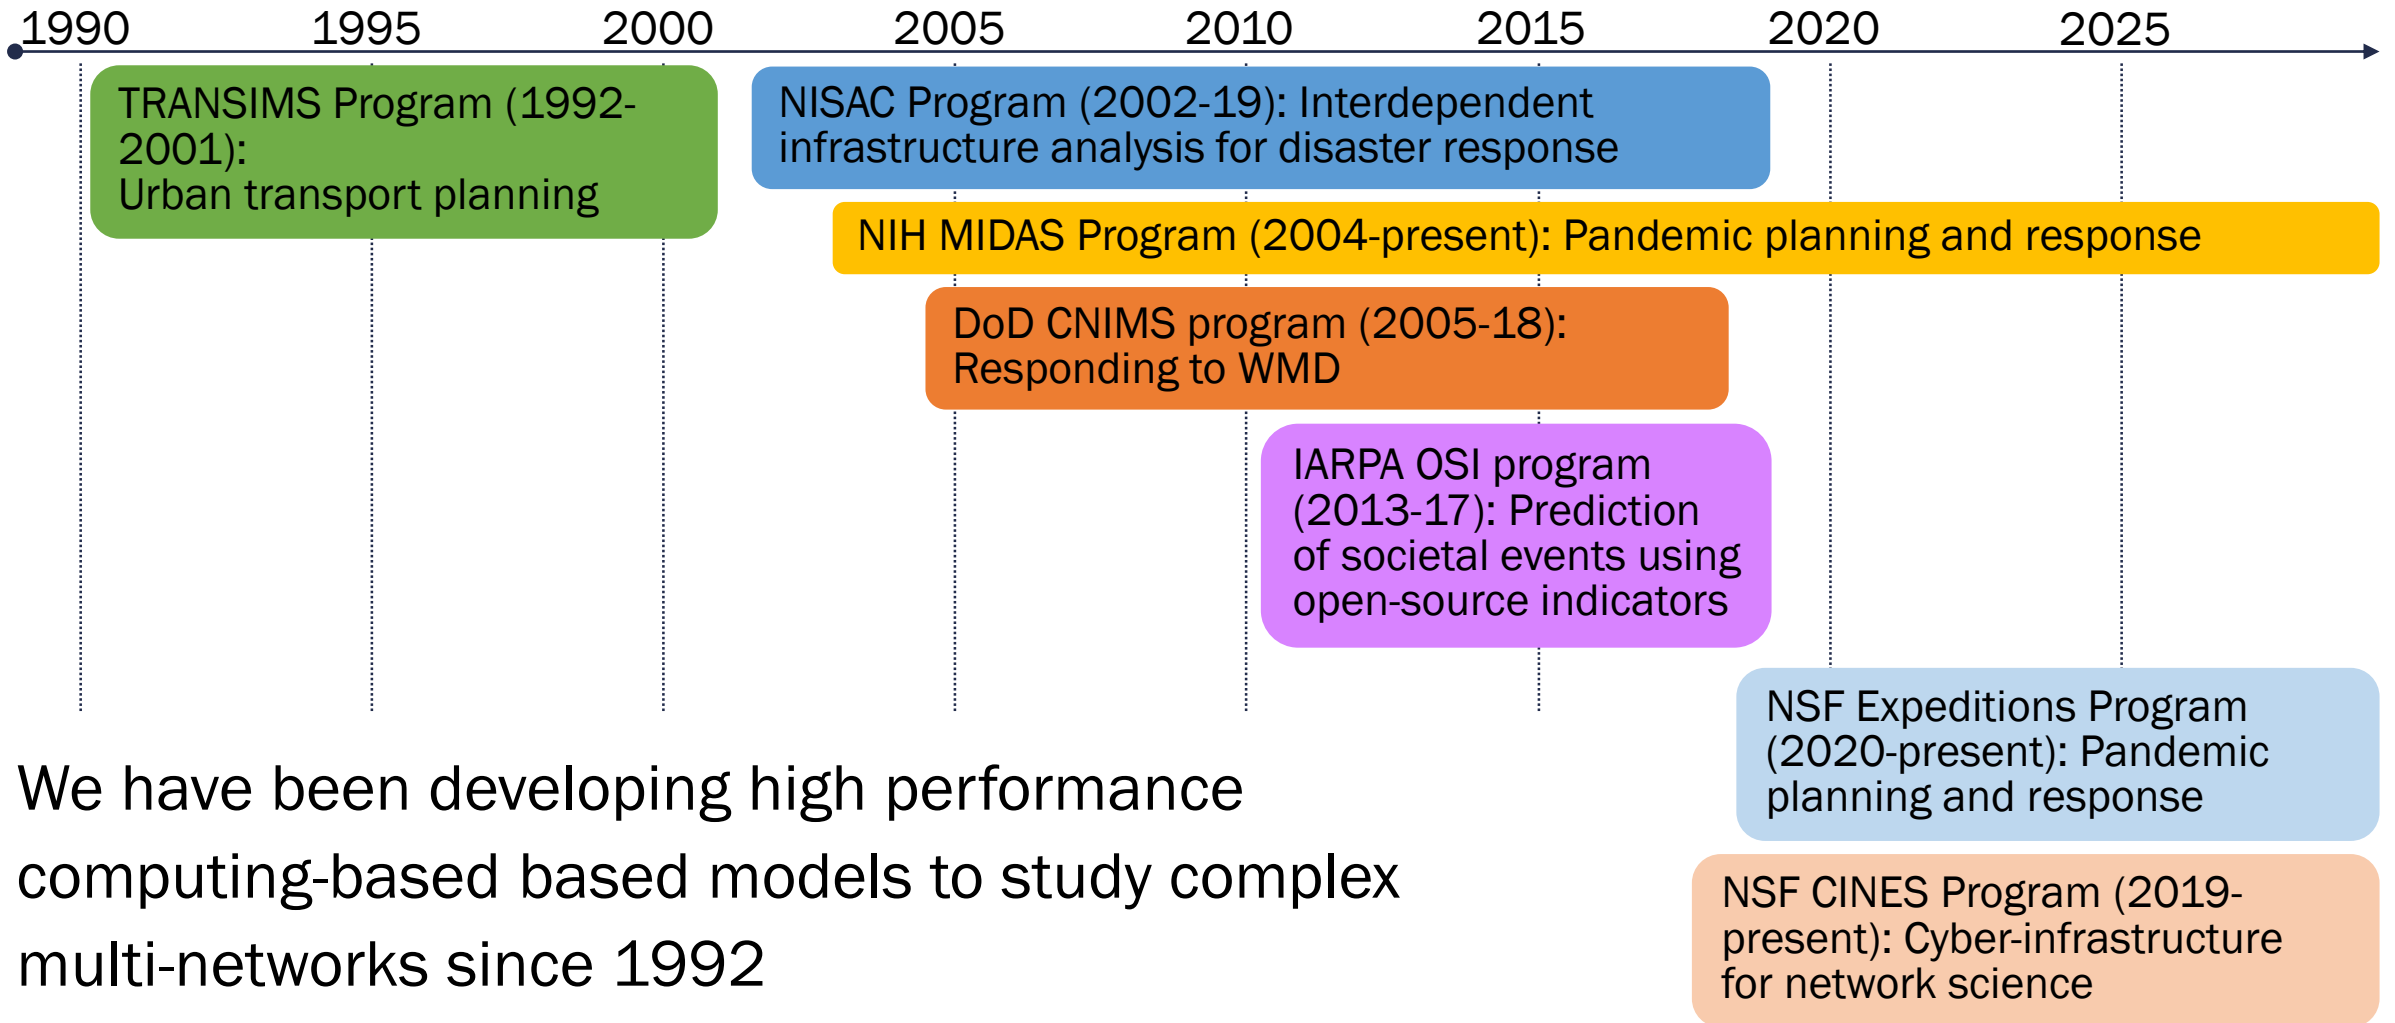 1990 1995 2000 2005 2010 2015 2020 2025
TRANSIMS Program (1992-
2001):
Urban transport planning
NISAC Program (2002-19): Interdependent
infrastructure analysis for disaster response
NIH MIDAS Program (2004-present): Pandemic planning and response
DoD CNIMS program (2005-18):
Responding to WMD
IARPA OSI program
(2013-17): Prediction
of societal events using
open-source indicators
NSF Expeditions Program
(2020-present): Pandemic
planning and response
NSF CINES Program (2019-
present): Cyber-infrastructure
for network science
We have been developing high performance
computing-based based models to study complex
multi-networks since 1992